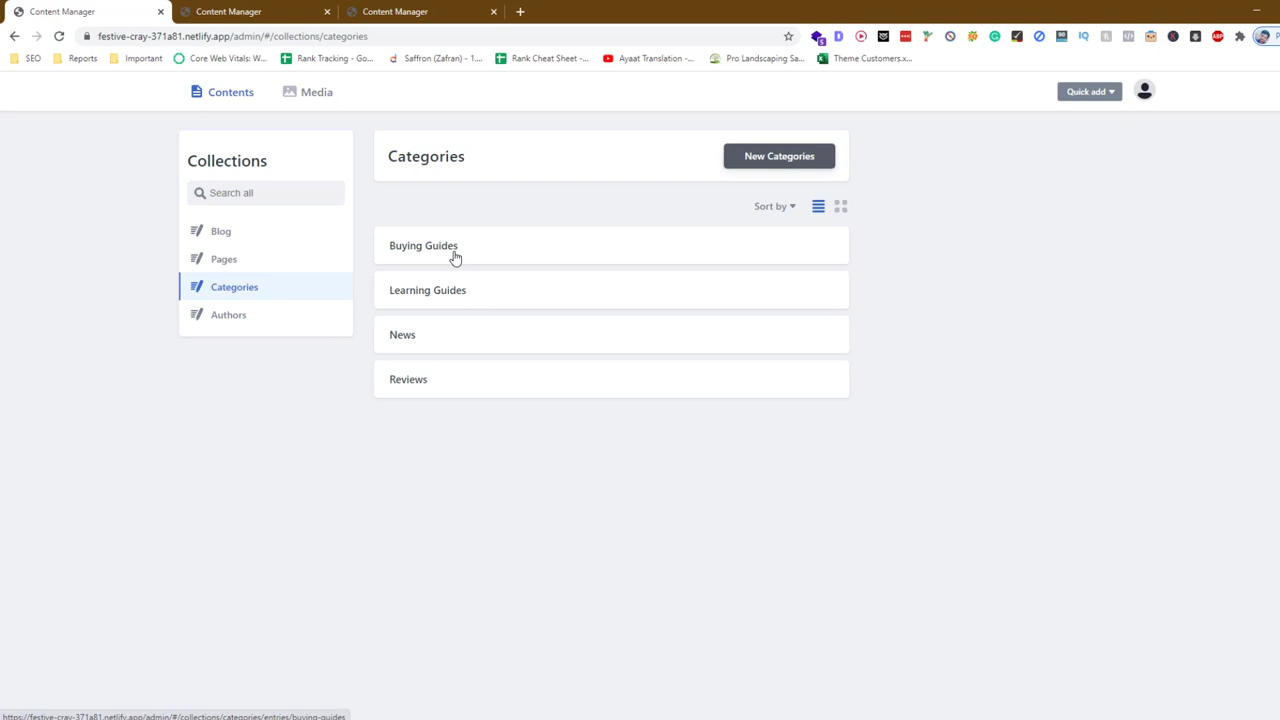 Content Manager
Content Manager
Content Manager
festive-cray-371a81.netlify.app/admin/#/collections/categories
SEO
Reports
Important
Core Web Vitals: W...
Rank Tracking - Go...
Saffron (Zafran) - 1....
Rank Cheat Sheet -...
Ayaat Translation -...
Pro Landscaping Sa...
Theme Customers.x...
Contents
Media
Quick add
Collections
Search all
Blog
Pages
Categories
Authors
Categories
New Categories
Sort by
Buying Guides
Learning Guides
News
Reviews
https://festive-cray-371a81.netlify.app/admin/#/collections/categories/entries/buying-guides